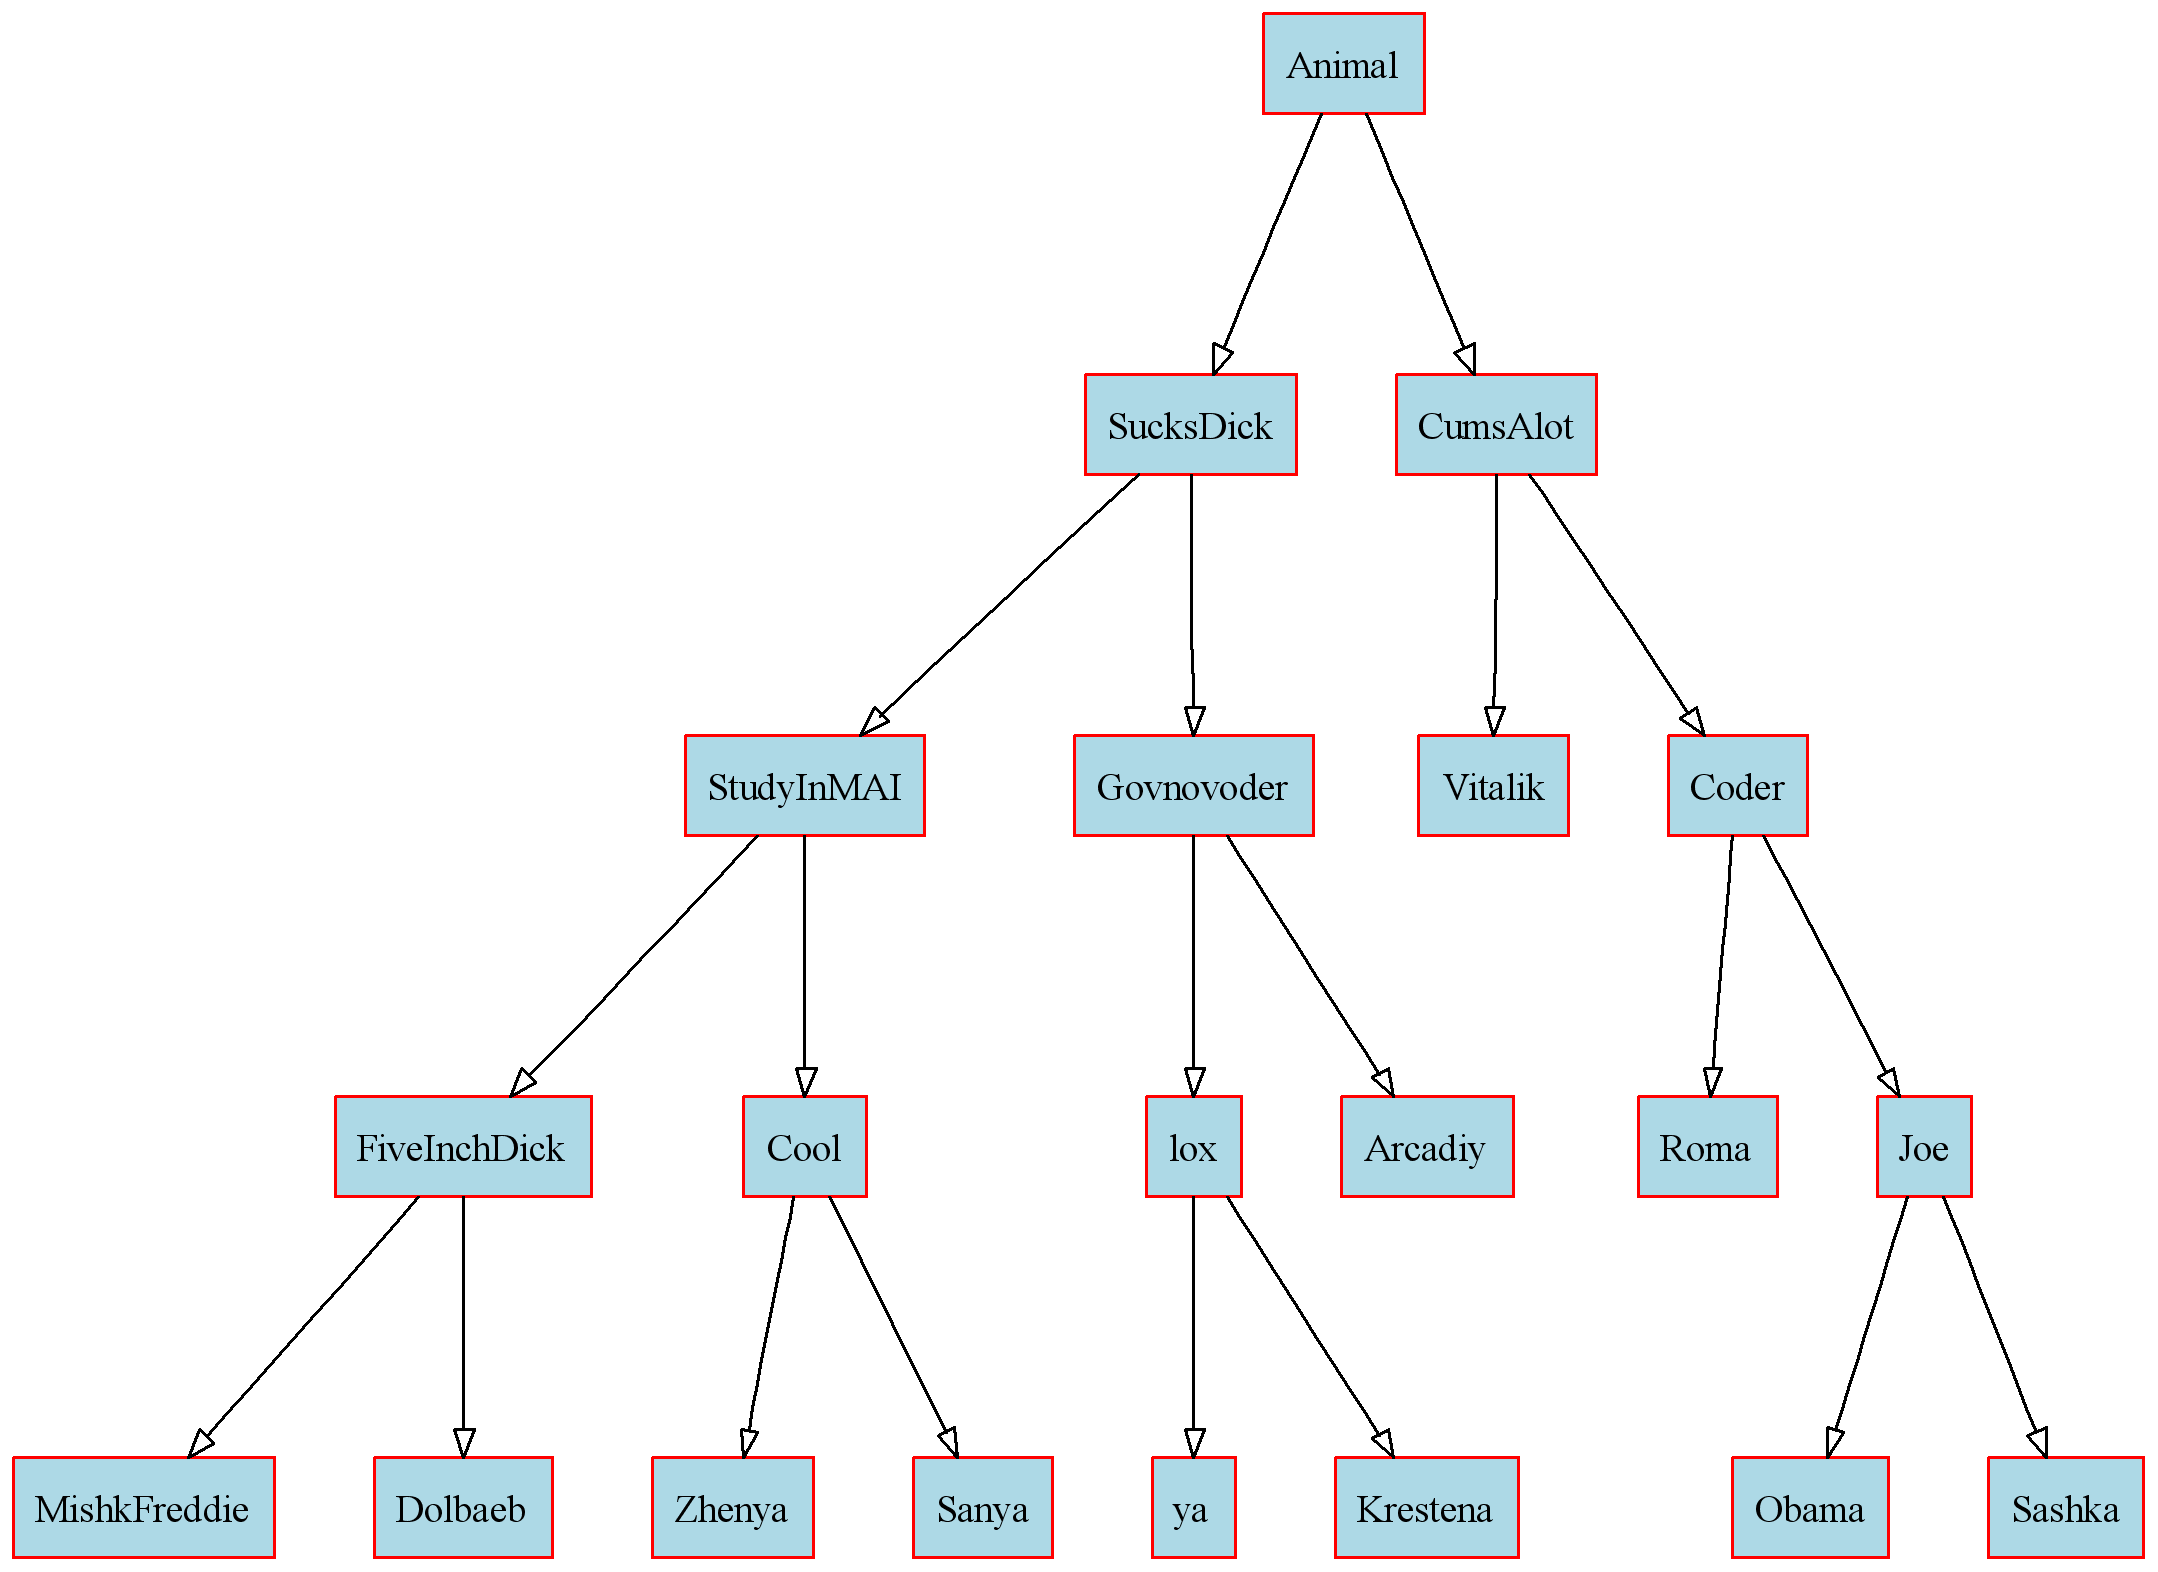 Animal
SucksDick
CumsAlot
StudyInMAI
Govnovoder
Vitalik
Coder
FiveInchDick
Cool
lox
Arcadiy
Roma
Joe
MishkFreddie
Dolbaeb
Zhenya
Sanya
ya
Krestena
Obama
Sashka